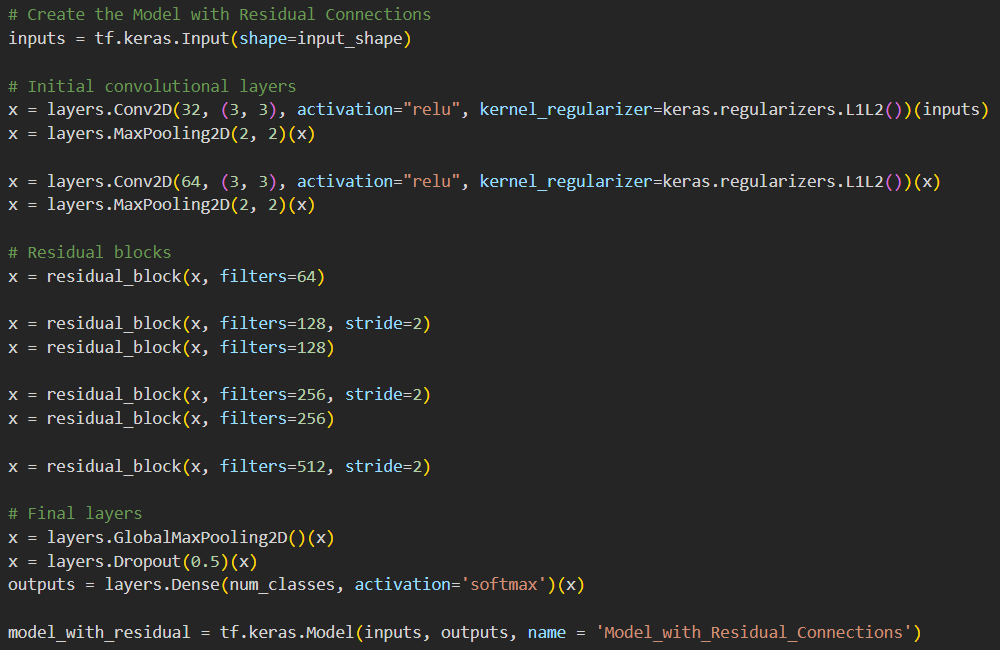 # Create the Model with Residual Connections
inputs = tf.keras.Input(shape=input_shape)
# Initial convolutional layers
x = layers.Conv2D(32, (3, 3), activation="relu", kernel_regularizer=keras.regularizers.L1L2())(inputs)
x = layers.MaxPooling2D(2, 2)(x)
x = layers.Conv2D(64, (3, 3), activation="relu", kernel_regularizer=keras.regularizers.L1L2())(x)
x = layers.MaxPooling2D(2, 2)(x)
# Residual blocks
x = residual_block(x, filters=64)
x = residual_block(x, filters=128, stride=2)
x = residual_block(x, filters=128)
x = residual_block(x, filters=256, stride=2)
x = residual_block(x, filters=256)
x = residual_block(x, filters=512, stride=2)
# Final layers
x = layers.GlobalMaxPooling2D()(x)
x = layers.Dropout(0.5)(x)
outputs = layers.Dense(num_classes, activation='softmax')(x)
model_with_residual = tf.keras.Model(inputs, outputs, name = 'Model_with_Residual_Connections')